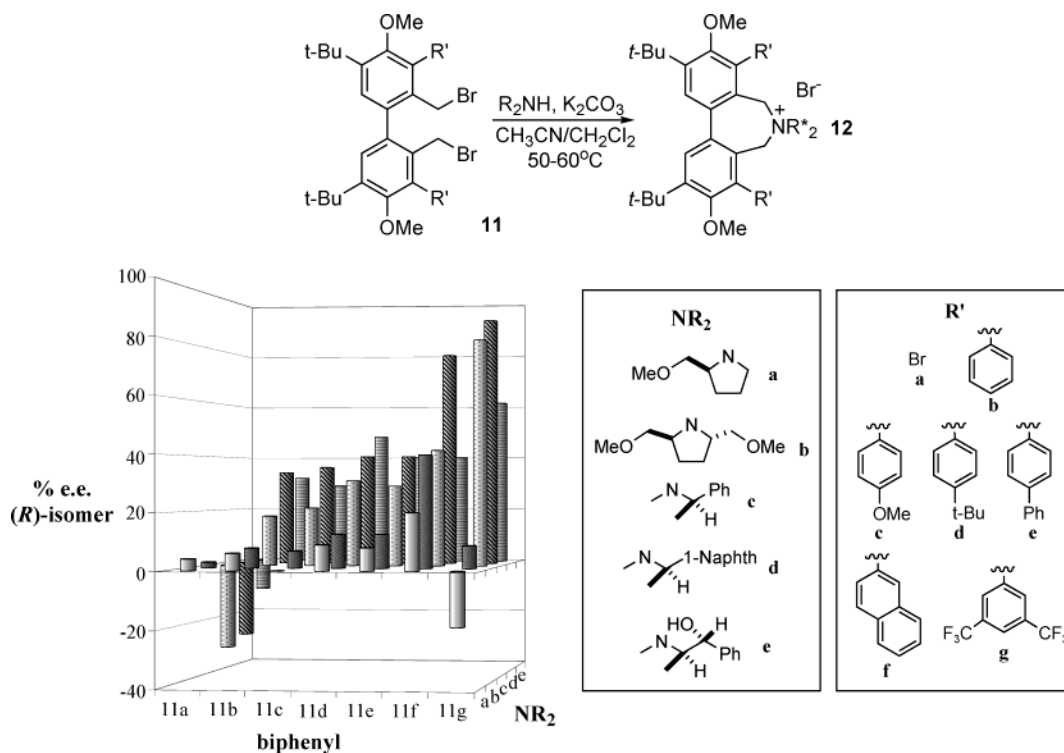 OMe
t-Bu
R'
Br
Br
t-Bu
R'
OMe
11
R2NH, K2CO3
CH3CN/CH2Cl2
50-60oC
OMe
t-Bu
R'
Br-
+
NR*2
12
t-Bu
R'
OMe
100
80
60
40
20
0
-20
-40
% e.e.
(R)-isomer
11a 11b 11c 11d 11e 11f 11g
biphenyl
a b c d e
NR2
NR2
N
MeO
a
N
MeO
OMe
b
N
Ph
H
c
N
1-Naphth
H
d
HO
H
N
Ph
H
e
R'
Br
a
b
OMe
c
t-Bu
d
Ph
e
f
F3C
CF3
g